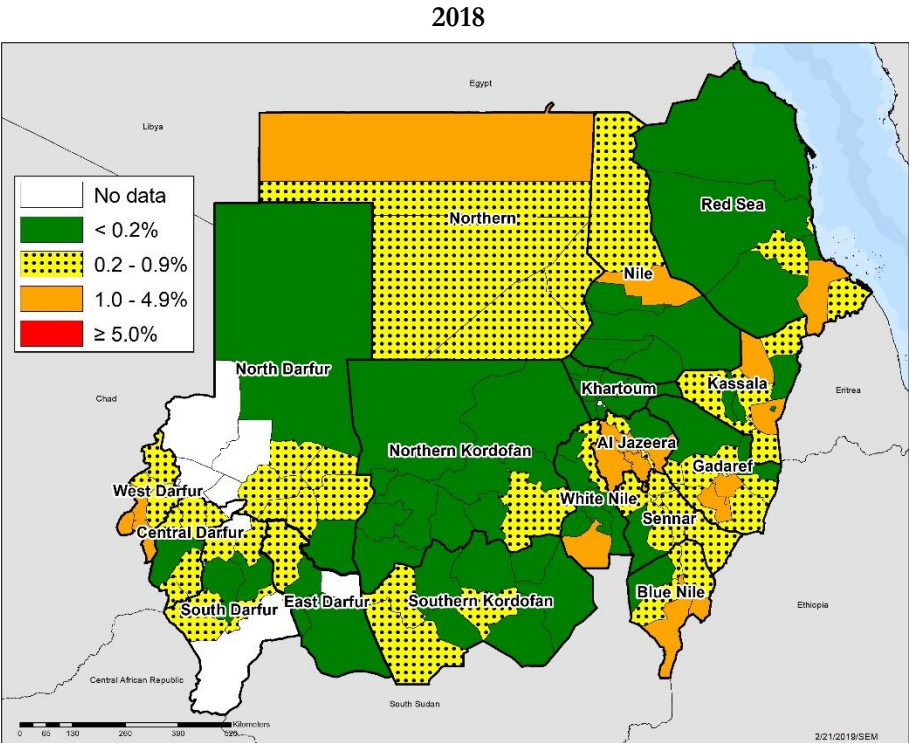 2018
Egypt
Libya
No data
< 0.2%
0.2 - 0.9%
1.0 - 4.9%
≥ 5.0%
Northern
Red Sea
Nile
North Darfur
Khartoum
Kassala
Chad
Eritrea
Northern Kordofan
Al Jazeera
Gadaref
West Darfur
White Nile
Sennar
Central Darfur
Blue Nile
South Darfur
East Darfur
Southern Kordofan
Ethiopia
Central African Republic
South Sudan
Kilometers
0 65 130 260 390 520
2/21/2019/SEM